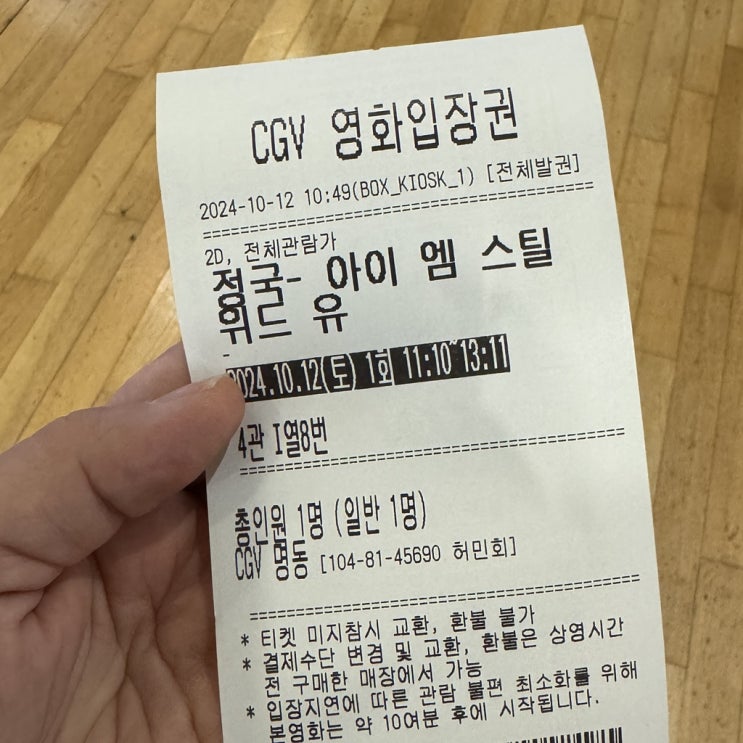 CGV 영화입장권
2024-10-12 10:49(BOX_KIOSK_1) [전체발권]
2D, 전체관람가
정국- 아이 엠 스틸
위드 유
-
2024.10.12(토) 1회 11:10~13:11
4관 I열8번
총인원 1명 (일반 1명)
CGV 명동 [104-81-45690 허민회]
* 티켓 미지참시 교환, 환불 불가
* 결제수단 변경 및 교환, 환불은 상영시간
전 구매한 매장에서 가능
* 입장지연에 따른 관람 불편 최소화를 위해
본영화는 약 10여분 후에 시작됩니다.